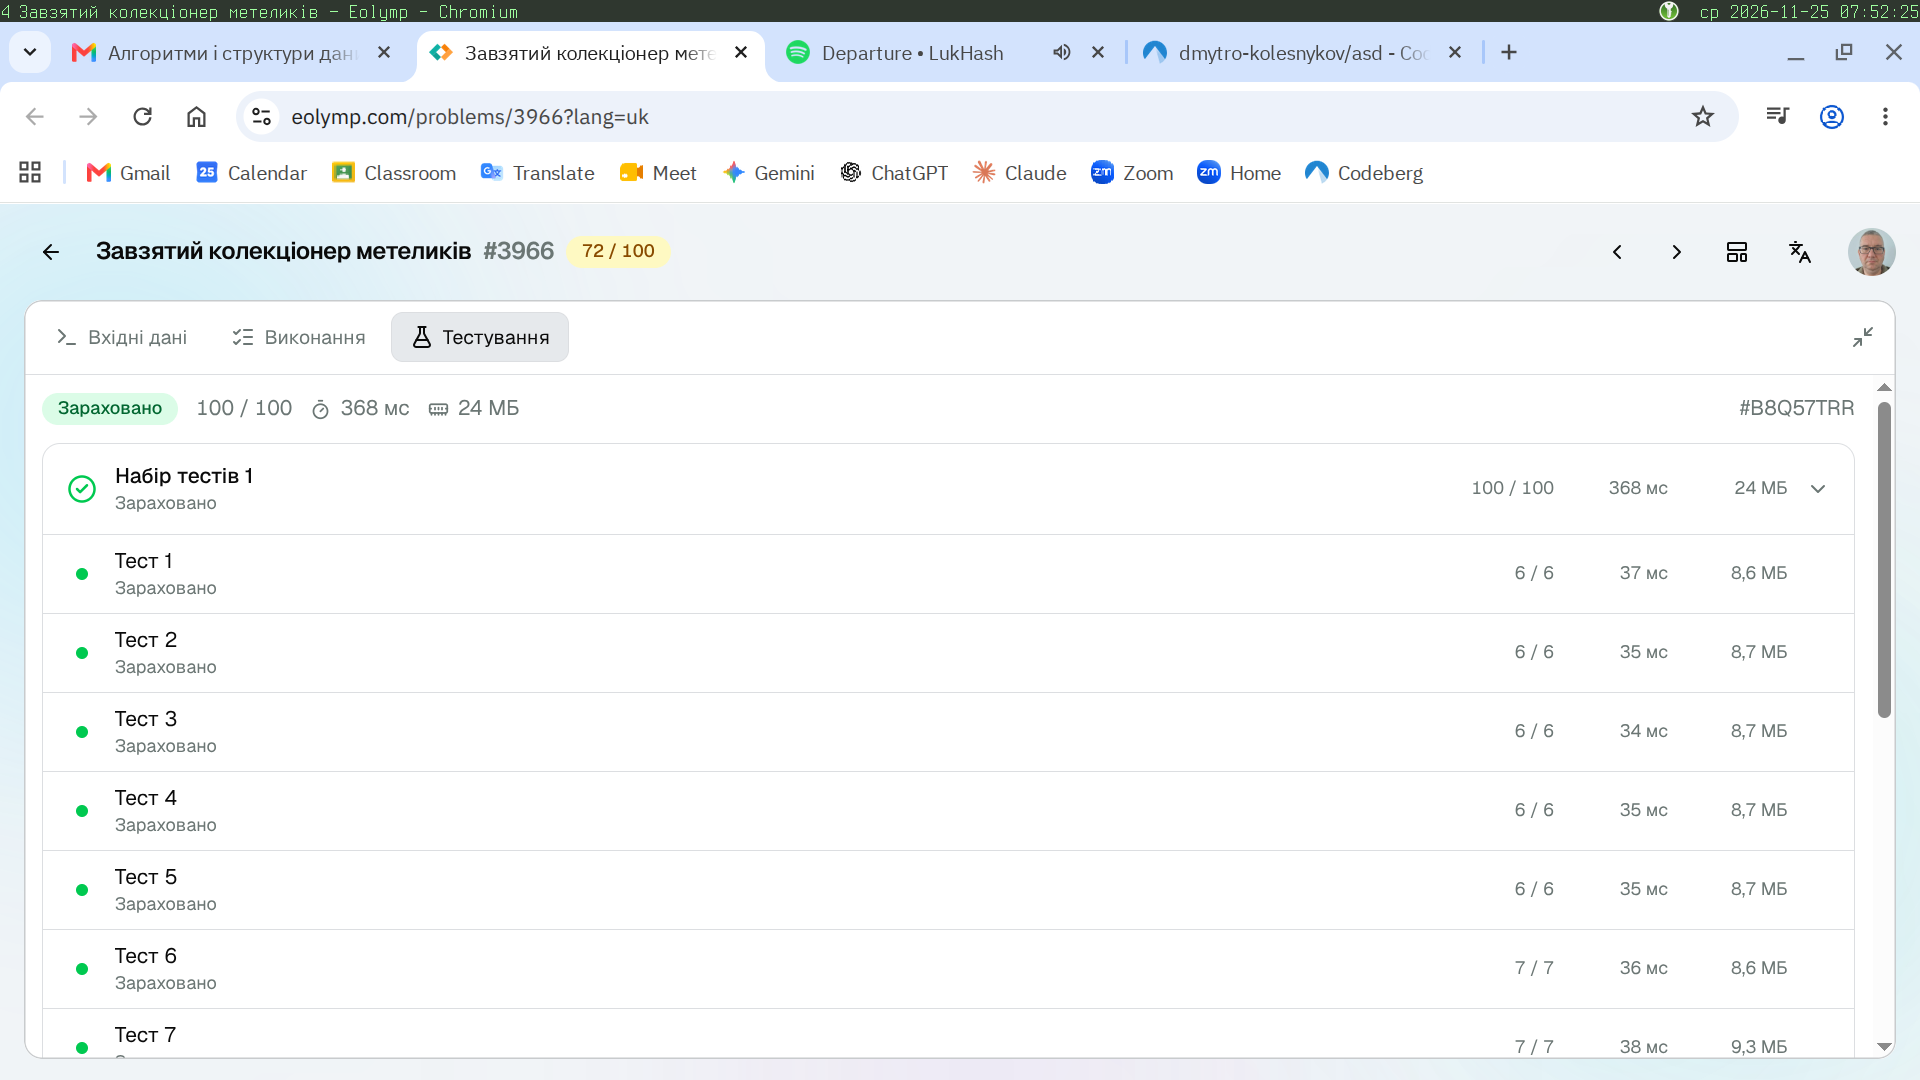 4 Завзятий колекціонер метеликів - Eolymp - Chromium
ср 2026-11-25 07:52:25
Алгоритми і структури дан
Завзятий колекціонер мете
Departure • LukHash
dmytro-kolesnykov/asd - Coc
eolymp.com/problems/3966?lang=uk
Gmail
25 Calendar
Classroom
Translate
Meet
Gemini
ChatGPT
Claude
zm Zoom
zm Home
Codeberg
Завзятий колекціонер метеликів #3966 72 / 100
Вхідні дані
Виконання
Тестування
Зараховано 100 / 100 368 мс 24 МБ #B8Q57TRR
Набір тестів 1
Зараховано
100 / 100 368 мс 24 МБ
Тест 1
Зараховано
6 / 6 37 мс 8,6 МБ
Тест 2
Зараховано
6 / 6 35 мс 8,7 МБ
Тест 3
Зараховано
6 / 6 34 мс 8,7 МБ
Тест 4
Зараховано
6 / 6 35 мс 8,7 МБ
Тест 5
Зараховано
6 / 6 35 мс 8,7 МБ
Тест 6
Зараховано
7 / 7 36 мс 8,6 МБ
Тест 7
7 / 7 38 мс 9,3 МБ